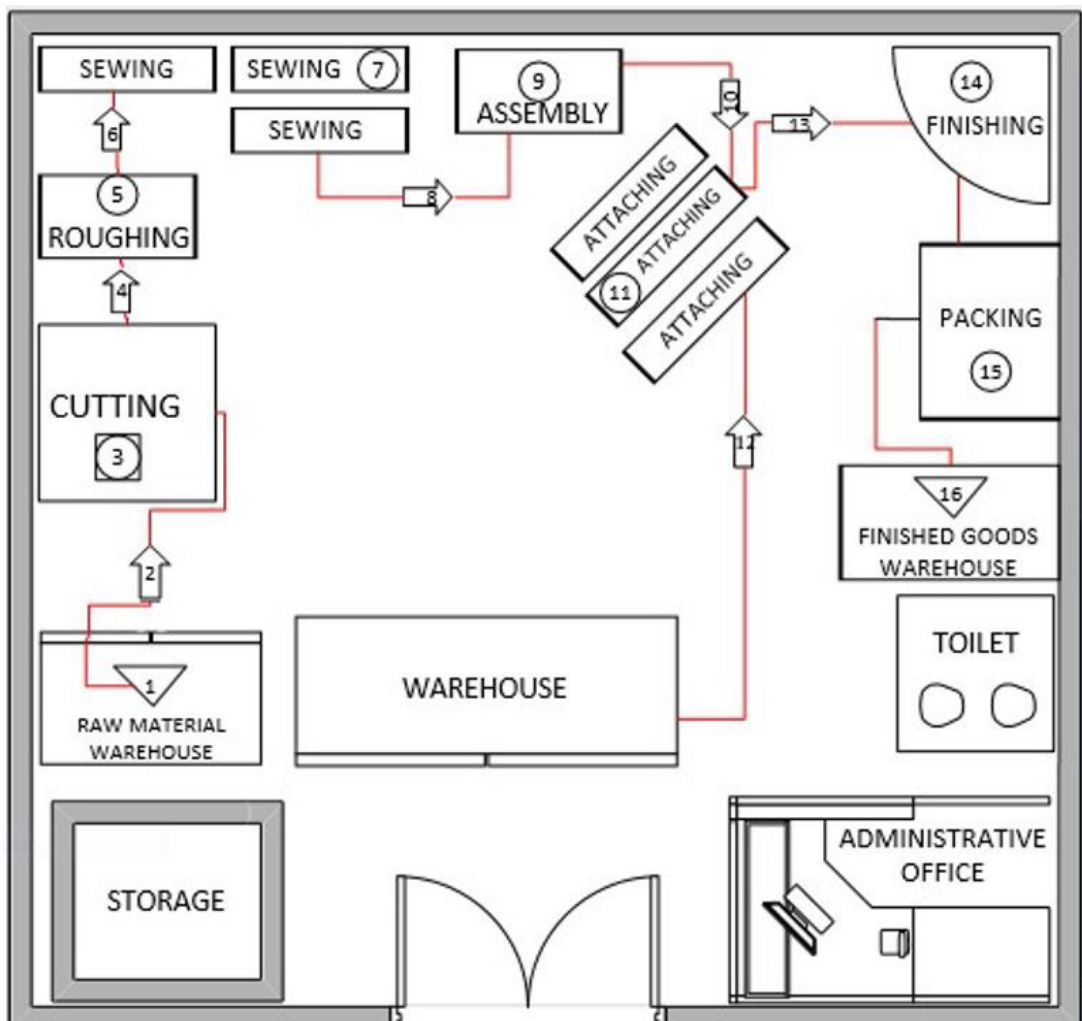 SEWING
SEWING 7
SEWING
6
5
ROUGHING
4
CUTTING
3
2
1
RAW MATERIAL
WAREHOUSE
STORAGE
8
9
ASSEMBLY
10
ATTACHING
ATTACHING
11
ATTACHING
12
WAREHOUSE
13
14
FINISHING
PACKING
15
16
FINISHED GOODS
WAREHOUSE
TOILET
ADMINISTRATIVE
OFFICE